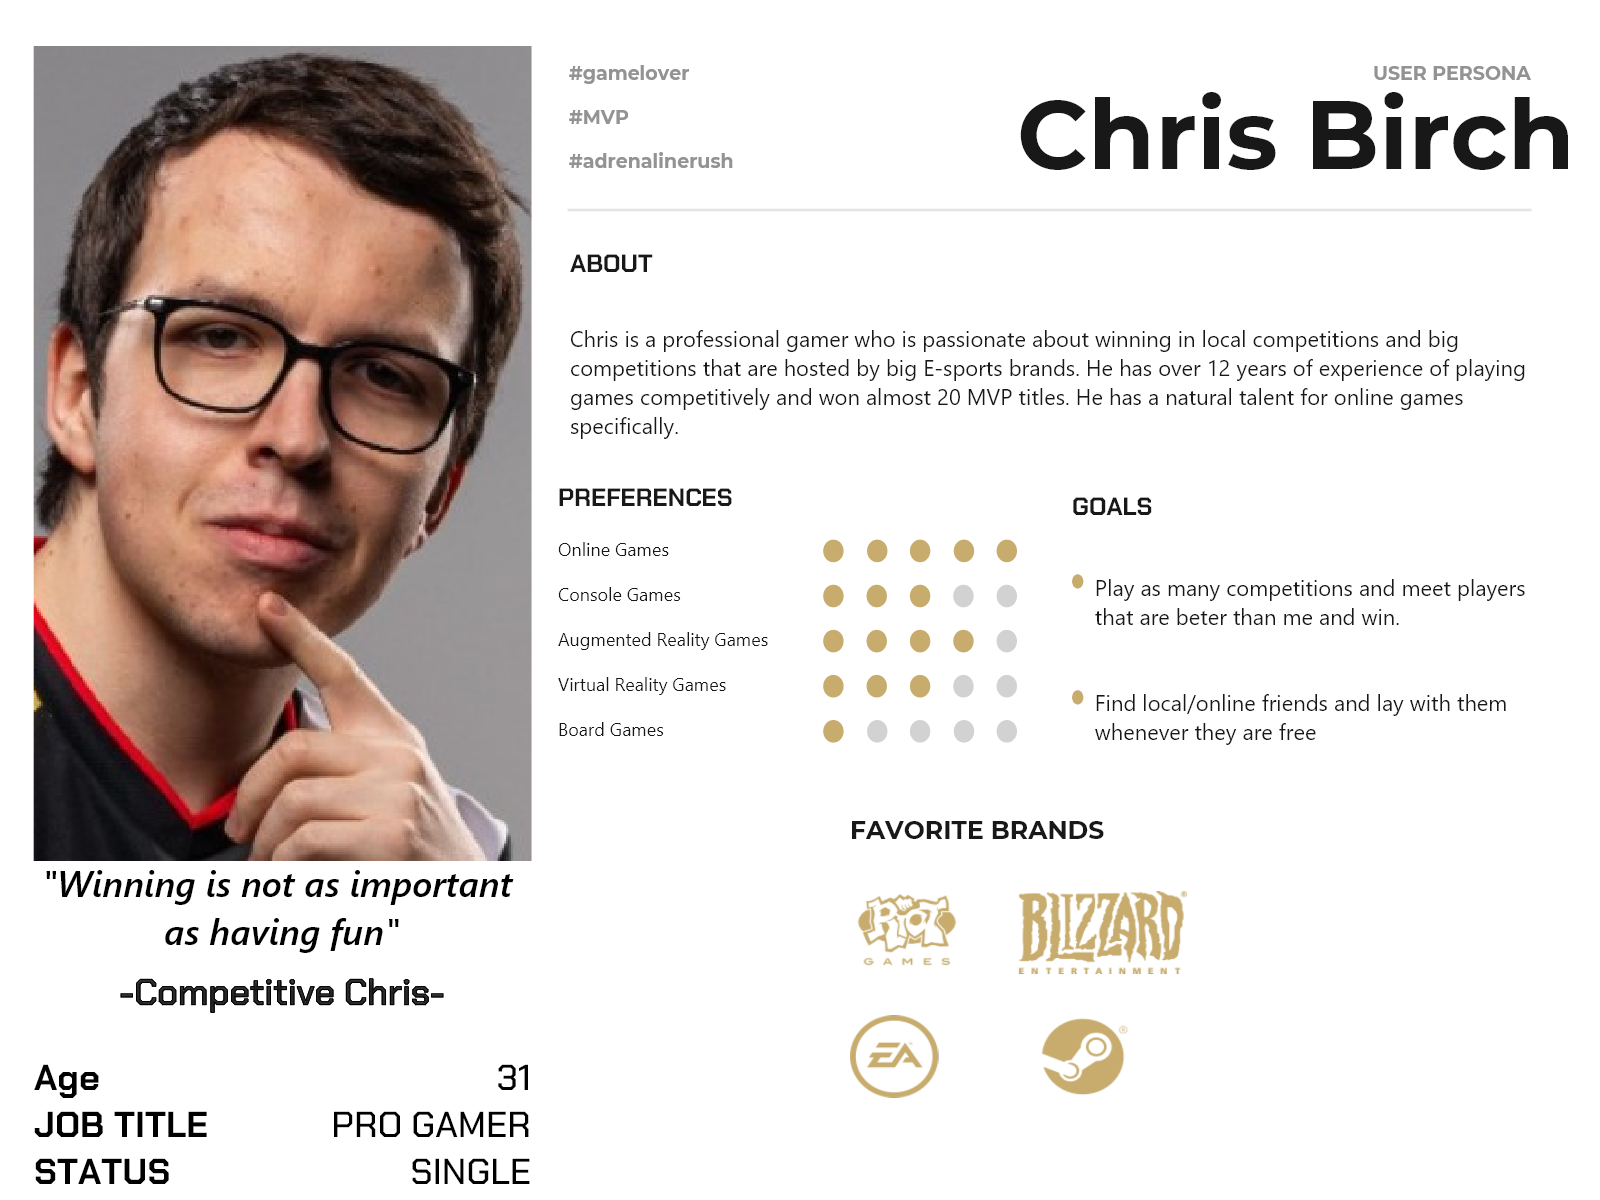 #gamelover
#MVP
#adrenalinerush
USER PERSONA
Chris Birch
ABOUT
Chris is a professional gamer who is passionate about winning in local competitions and big
competitions that are hosted by big E-sports brands. He has over 12 years of experience of playing
games competitively and won almost 20 MVP titles. He has a natural talent for online games
specifically.
PREFERENCES
Online Games
Console Games
Augmented Reality Games
Virtual Reality Games
Board Games
GOALS
Play as many competitions and meet players
that are beter than me and win.
Find local/online friends and lay with them
whenever they are free
FAVORITE BRANDS
RIOT
GAMES
BLIZZARD®
ENTERTAINMENT
EA
®
"Winning is not as important
as having fun"
-Competitive Chris-
Age 31
JOB TITLE PRO GAMER
STATUS SINGLE